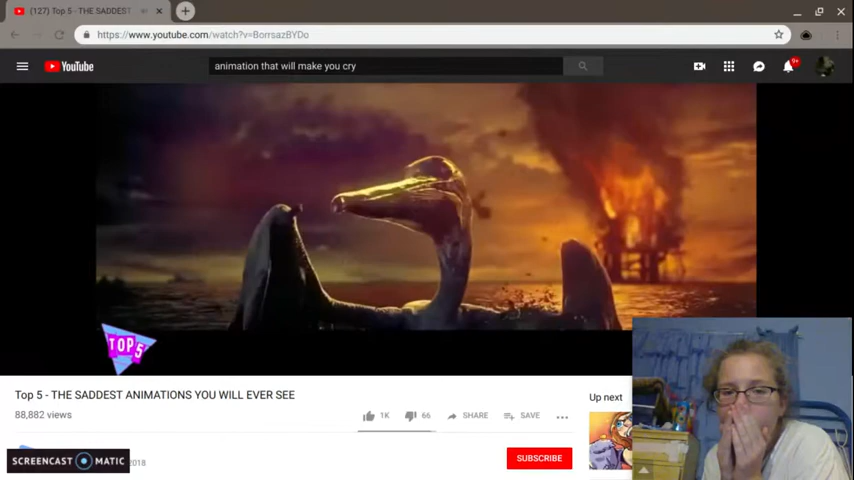 (127) Top 5 - THE SADDEST
https://www.youtube.com/watch?v=BorrsazBYDo
YouTube
animation that will make you cry
9+
TOP 5
Top 5 - THE SADDEST ANIMATIONS YOU WILL EVER SEE
88,882 views
1K
66
SHARE
SAVE
Up next
SCREENCAST MATIC
2018
SUBSCRIBE